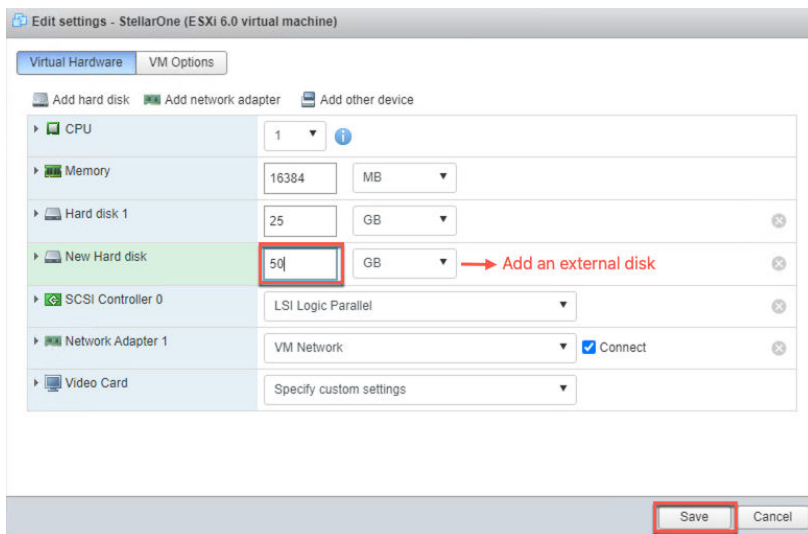 Edit settings - StellarOne (ESXi 6.0 virtual machine)
Virtual Hardware VM Options
Add hard disk Add network adapter Add other device
CPU 1
Memory 16384 MB
Hard disk 1 25 GB
New Hard disk 50 GB Add an external disk
SCSI Controller 0 LSI Logic Parallel
Network Adapter 1 VM Network Connect
Video Card Specify custom settings
Save Cancel